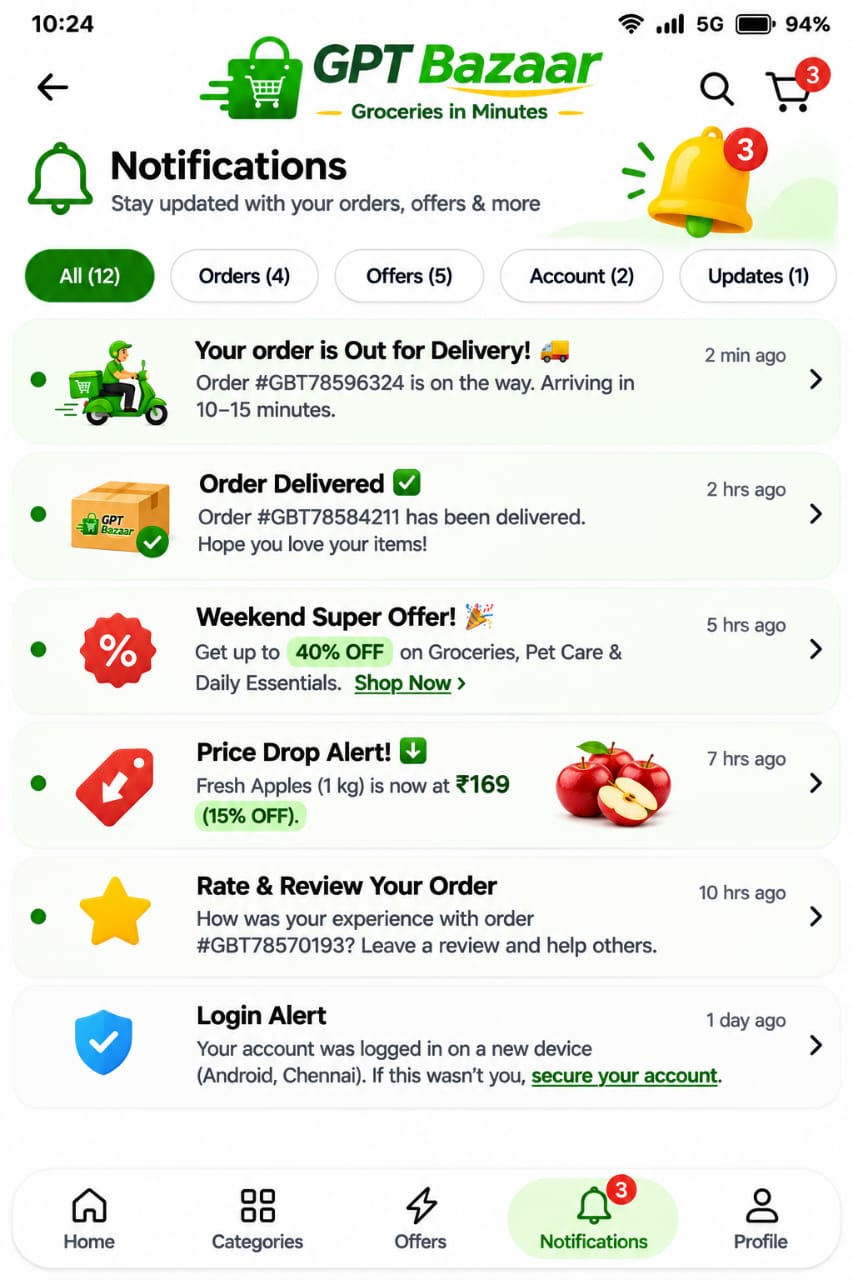 10:24
5G 94%
GPT Bazaar
Groceries in Minutes
3
Notifications
Stay updated with your orders, offers & more
3
All (12) Orders (4) Offers (5) Account (2) Updates (1)
Your order is Out for Delivery! 🚚
2 min ago
Order #GBT78596324 is on the way. Arriving in
10–15 minutes.
Order Delivered ✅
2 hrs ago
Order #GBT78584211 has been delivered.
Hope you love your items!
GPT
Bazaar
Weekend Super Offer! 🎉
5 hrs ago
%
Get up to 40% OFF on Groceries, Pet Care &
Daily Essentials. Shop Now >
Price Drop Alert! ⬇️
7 hrs ago
Fresh Apples (1 kg) is now at ₹169
(15% OFF).
Rate & Review Your Order
10 hrs ago
How was your experience with order
#GBT78570193? Leave a review and help others.
Login Alert
1 day ago
Your account was logged in on a new device
(Android, Chennai). If this wasn't you, secure your account.
3
Home Categories Offers Notifications Profile